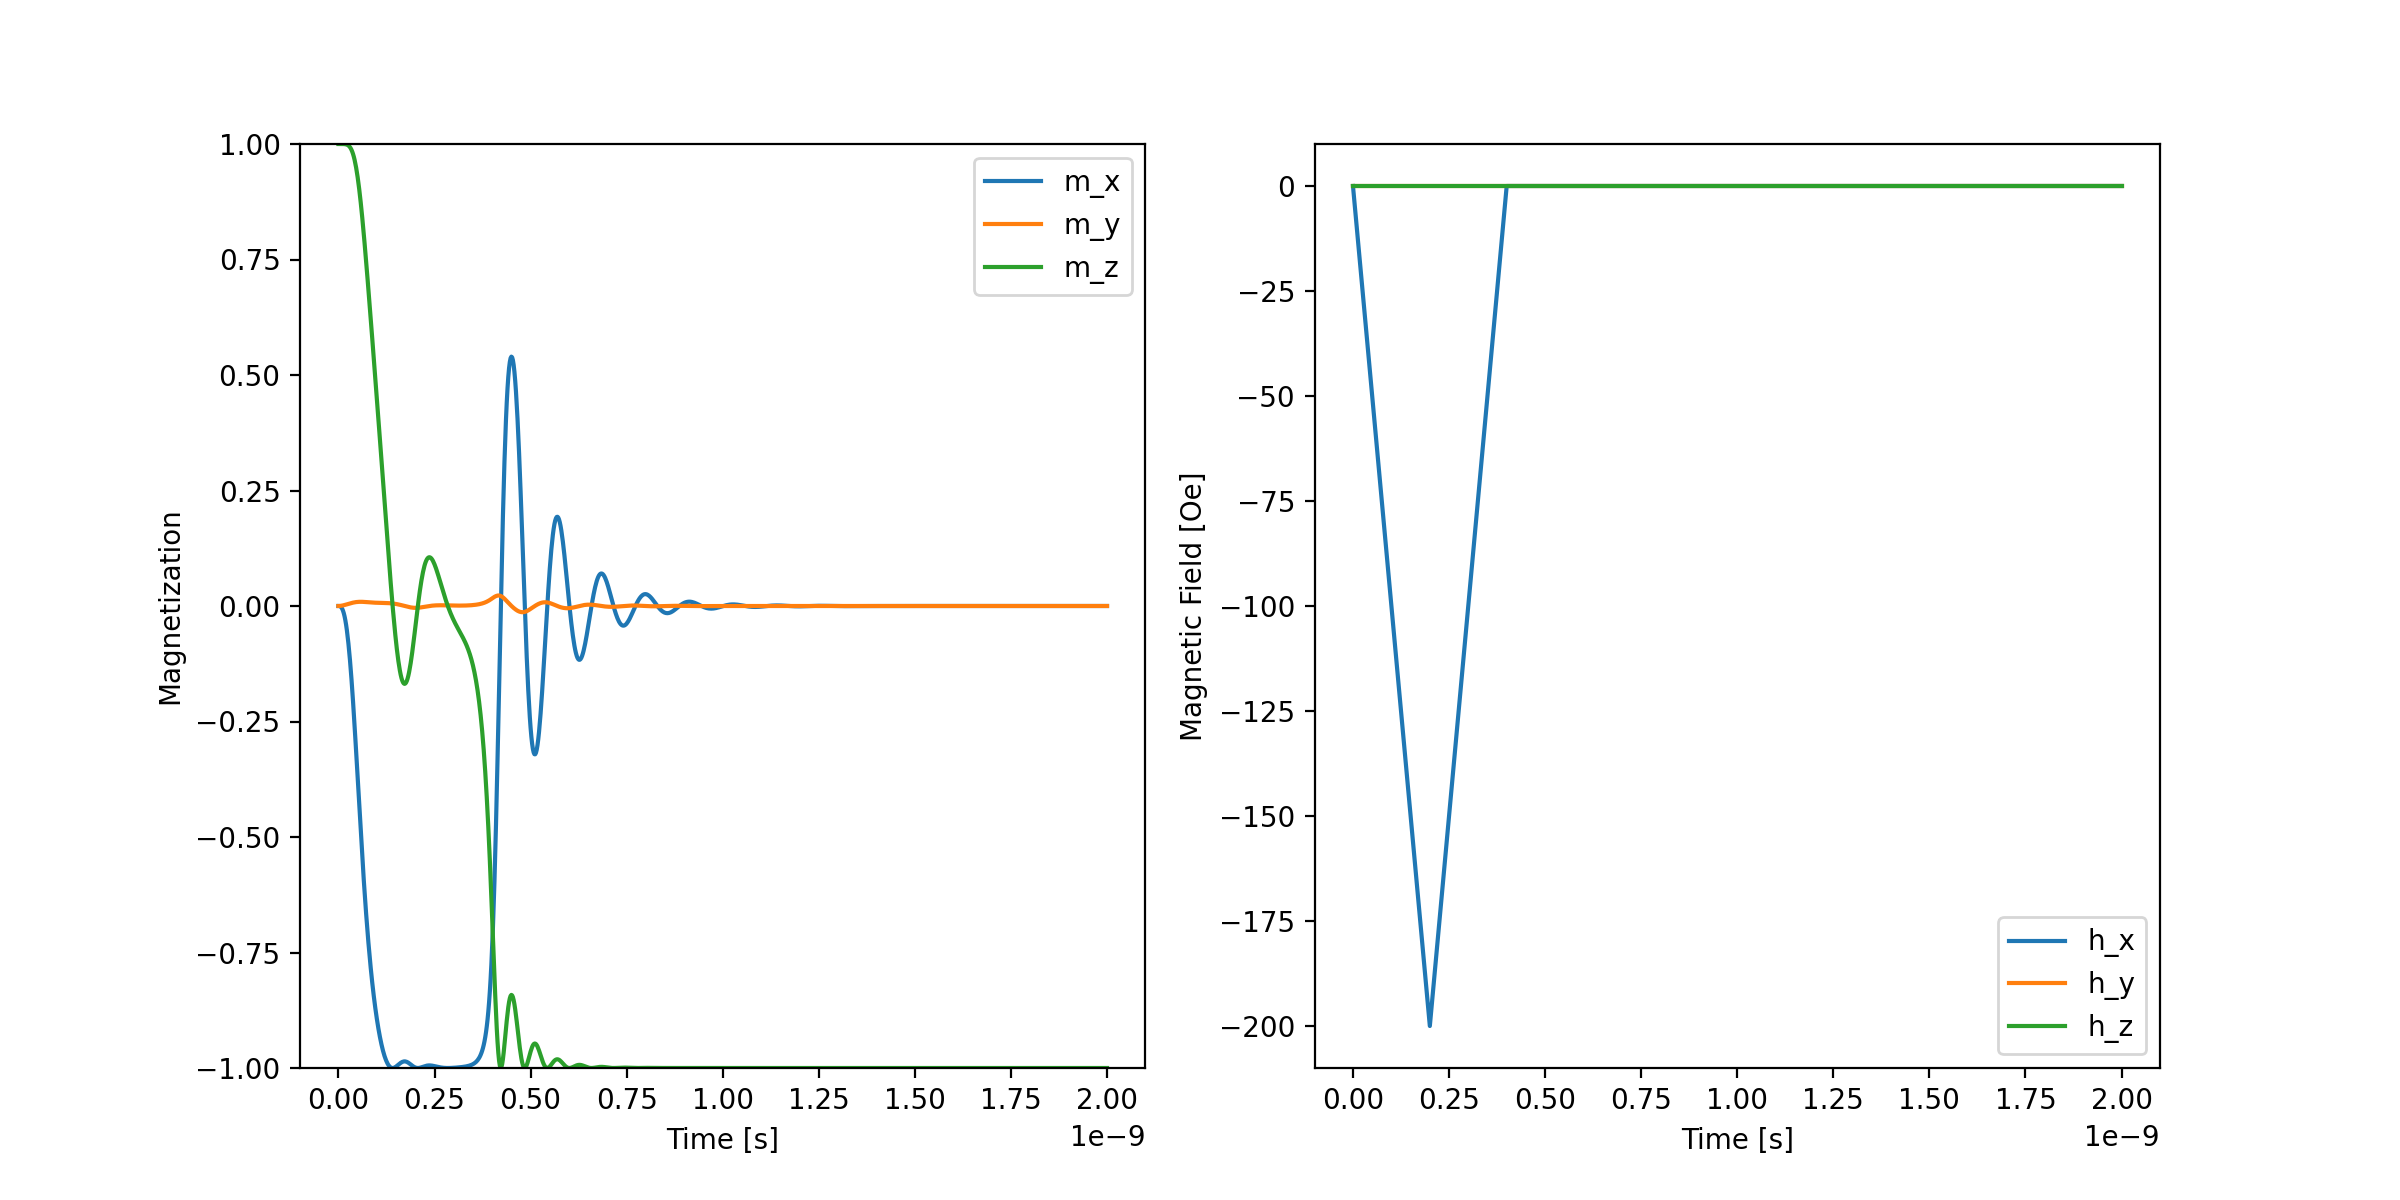 Magnetization
1.00
0.75
0.50
0.25
0.00
−0.25
−0.50
−0.75
−1.00
m_x
m_y
m_z
0.00 0.25 0.50 0.75 1.00 1.25 1.50 1.75 2.00
Time [s]
1e−9
Magnetic Field [Oe]
0
−25
−50
−75
−100
−125
−150
−175
−200
h_x
h_y
h_z
0.00 0.25 0.50 0.75 1.00 1.25 1.50 1.75 2.00
Time [s]
1e−9